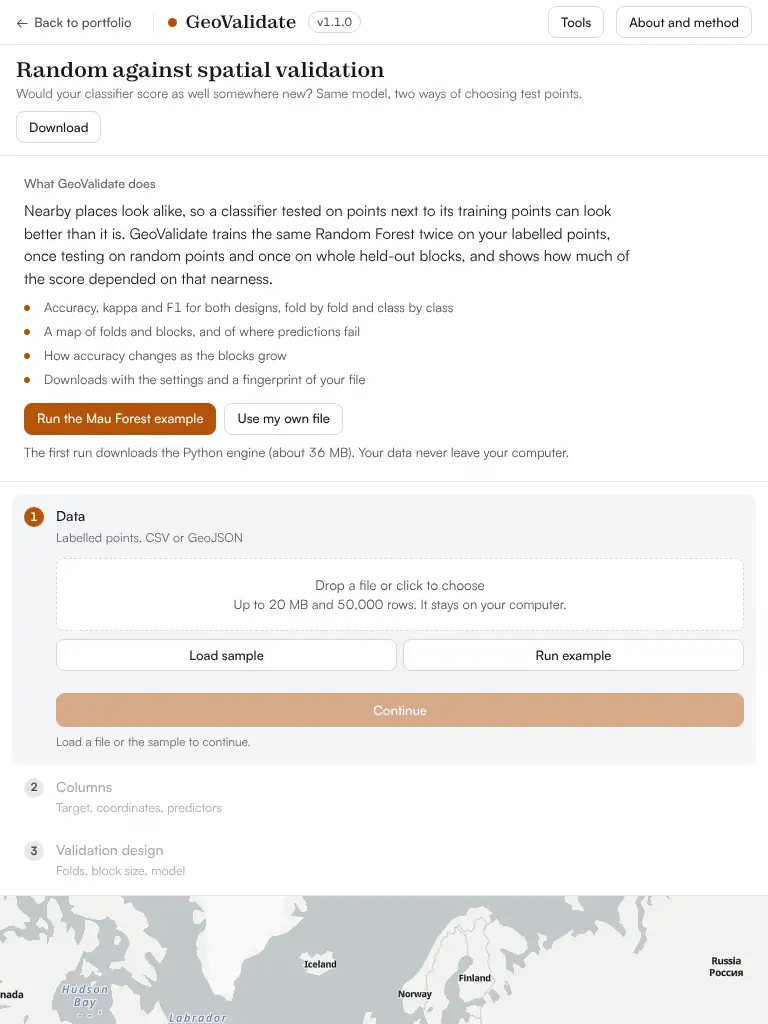 ← Back to portfolio
GeoValidate
v1.1.0
Tools
About and method
Random against spatial validation
Would your classifier score as well somewhere new? Same model, two ways of choosing test points.
Download
What GeoValidate does
Nearby places look alike, so a classifier tested on points next to its training points can look
better than it is. GeoValidate trains the same Random Forest twice on your labelled points,
once testing on random points and once on whole held-out blocks, and shows how much of
the score depended on that nearness.
Accuracy, kappa and F1 for both designs, fold by fold and class by class
A map of folds and blocks, and of where predictions fail
How accuracy changes as the blocks grow
Downloads with the settings and a fingerprint of your file
Run the Mau Forest example
Use my own file
The first run downloads the Python engine (about 36 MB). Your data never leave your computer.
1
Data
Labelled points, CSV or GeoJSON
Drop a file or click to choose
Up to 20 MB and 50,000 rows. It stays on your computer.
Load sample
Run example
Continue
Load a file or the sample to continue.
2
Columns
Target, coordinates, predictors
3
Validation design
Folds, block size, model
Iceland
Russia
Россия
Finland
Norway
nada
Hudson
Bay
Labrador